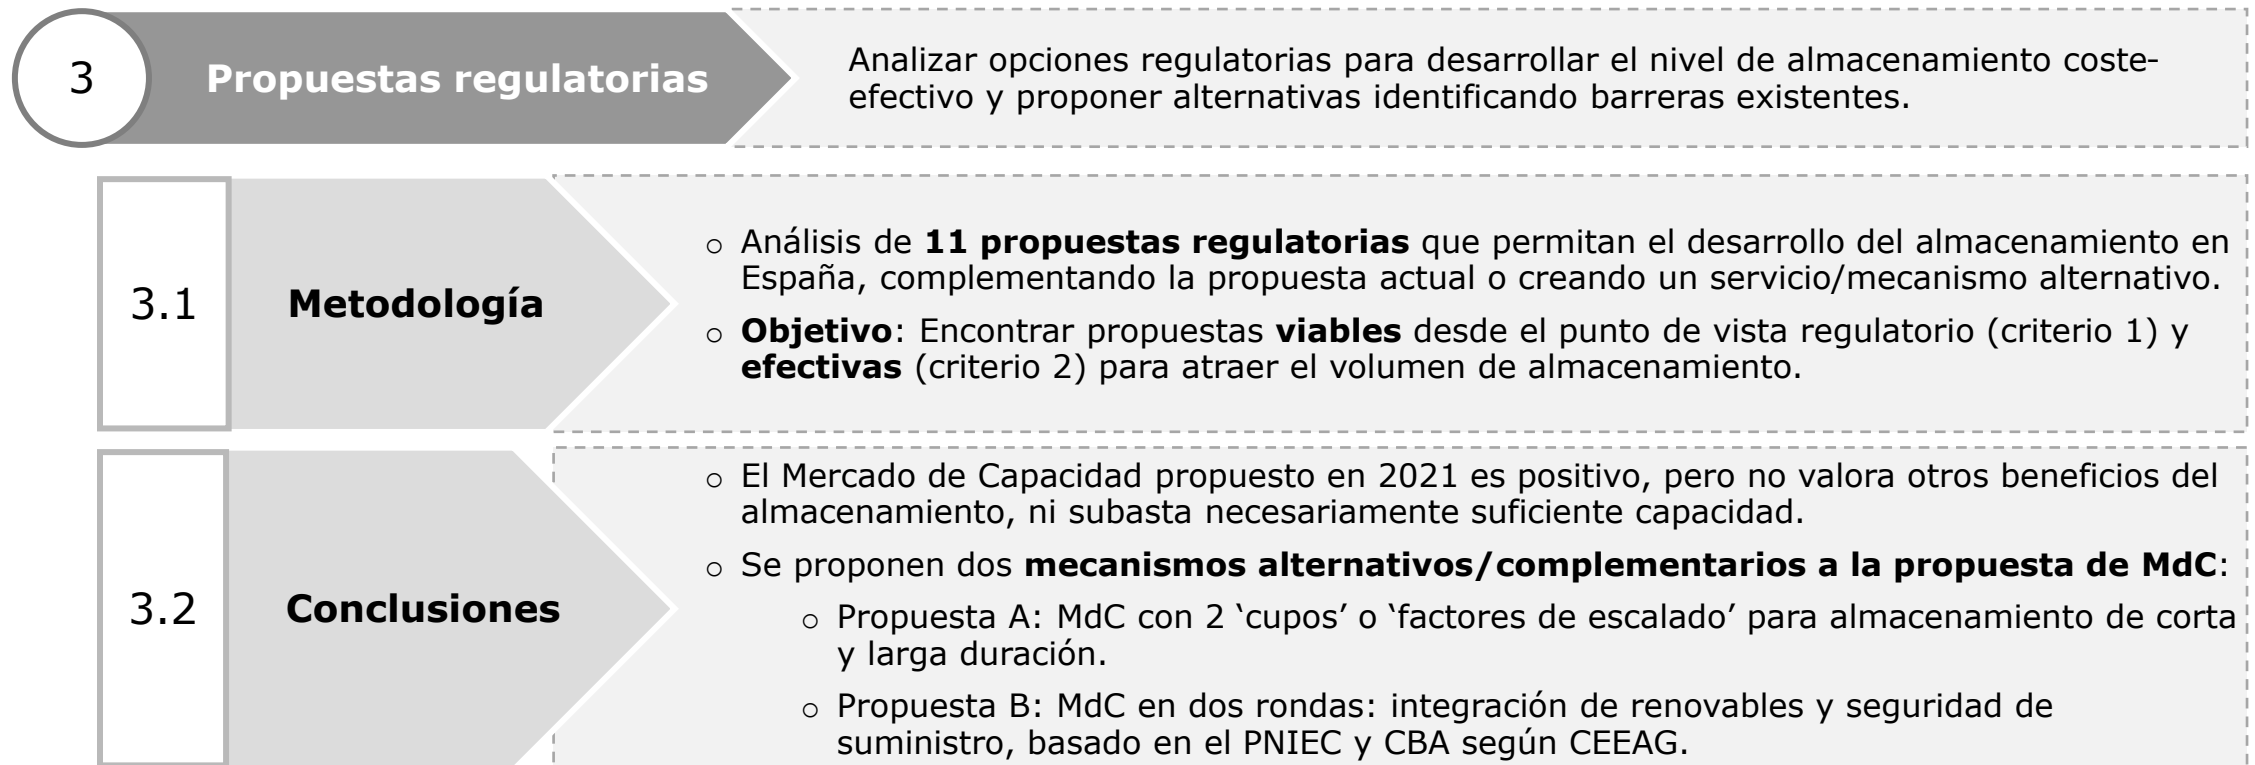 3
Propuestas regulatorias
Analizar opciones regulatorias para desarrollar el nivel de almacenamiento coste-
efectivo y proponer alternativas identificando barreras existentes.
3.1
Metodología
o Análisis de 11 propuestas regulatorias que permitan el desarrollo del almacenamiento en
España, complementando la propuesta actual o creando un servicio/mecanismo alternativo.
o Objetivo: Encontrar propuestas viables desde el punto de vista regulatorio (criterio 1) y
efectivas (criterio 2) para atraer el volumen de almacenamiento.
3.2
Conclusiones
o El Mercado de Capacidad propuesto en 2021 es positivo, pero no valora otros beneficios del
almacenamiento, ni subasta necesariamente suficiente capacidad.
o Se proponen dos mecanismos alternativos/complementarios a la propuesta de MdC:
o Propuesta A: MdC con 2 ‘cupos’ o ‘factores de escalado’ para almacenamiento de corta
y larga duración.
o Propuesta B: MdC en dos rondas: integración de renovables y seguridad de
suministro, basado en el PNIEC y CBA según CEEAG.